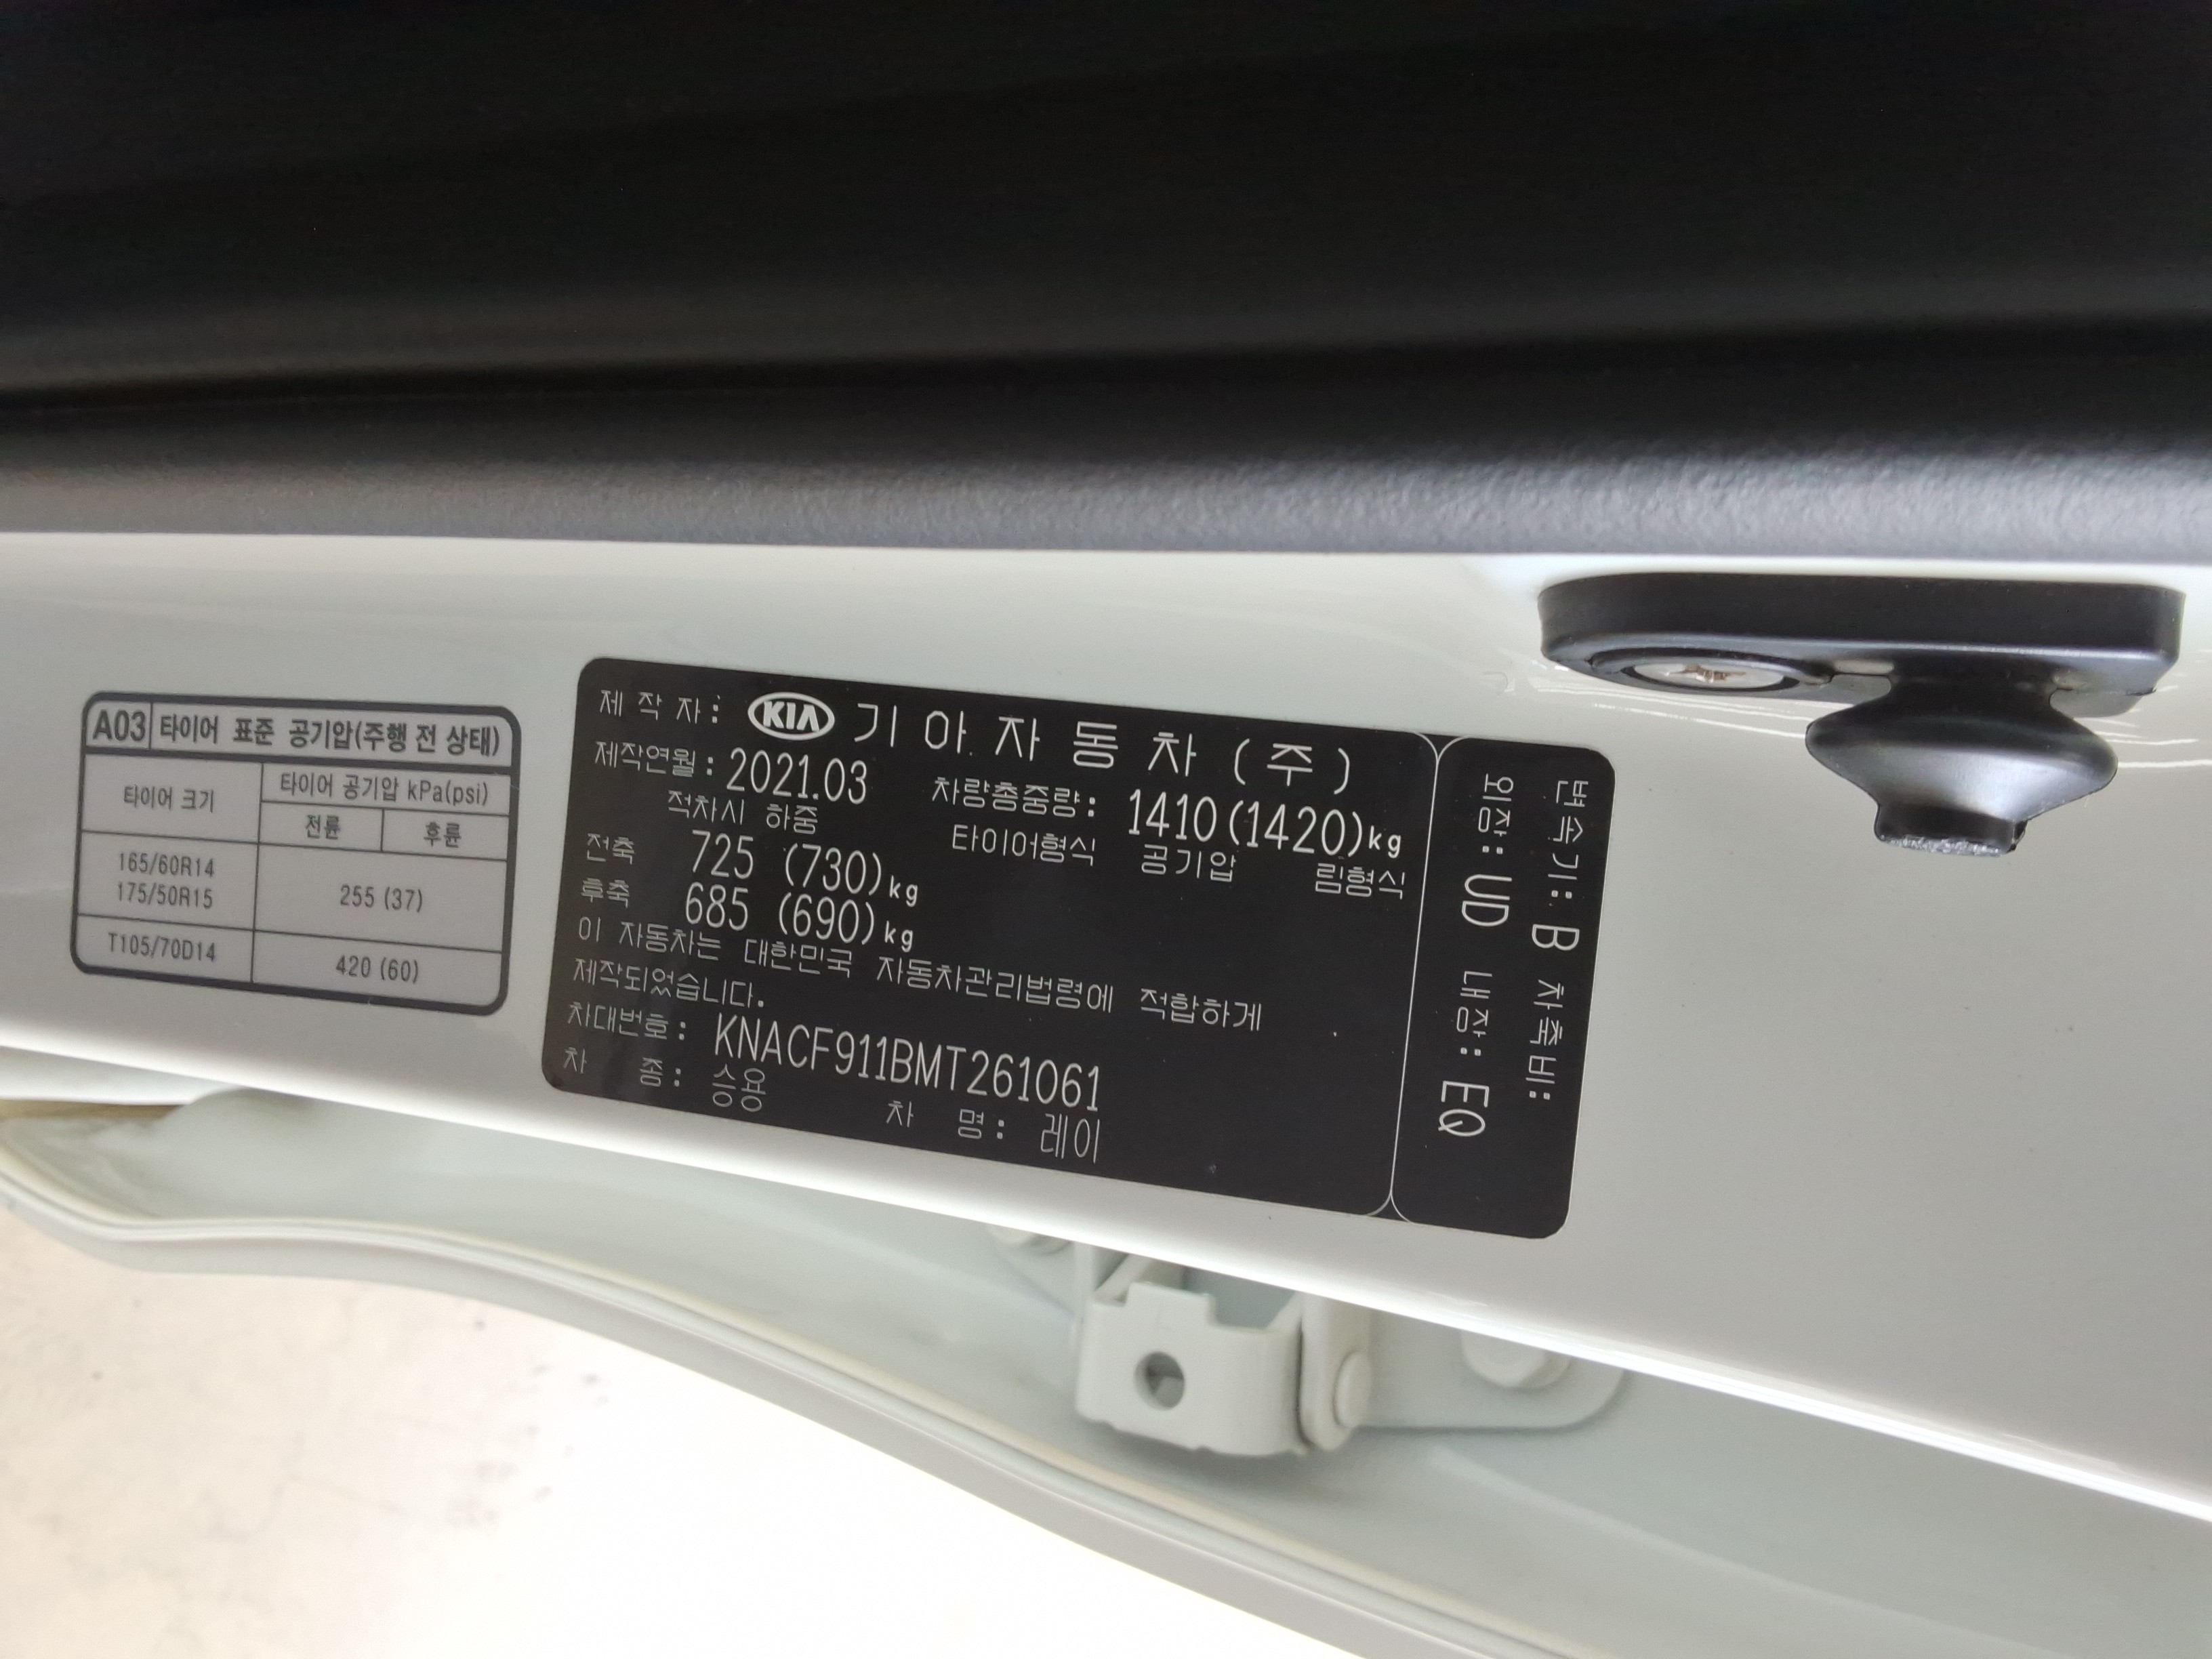 A03 타이어 표준 공기압(주행 전 상태)
타이어 크기
타이어 공기압 kPa(psi)
전륜 후륜
165/60R14
175/50R15
255 (37)
T105/70D14
420 (60)
제 작 자 : KIA 기 아 자 동 차 (주)
제작연월 : 2021.03 차량총중량 : 1410 (1420)kg
적차시 하중 타이어형식 공기압 림형식
전축 725 (730)kg
후축 685 (690)kg
이 자동차는 대한민국 자동차관리법령에 적합하게
제작되었습니다.
차대번호 : KNACF911BMT261061
차 종 : 승용 차 명 : 레이
변속기: B 차축비:
외장: UD 내장: EQ